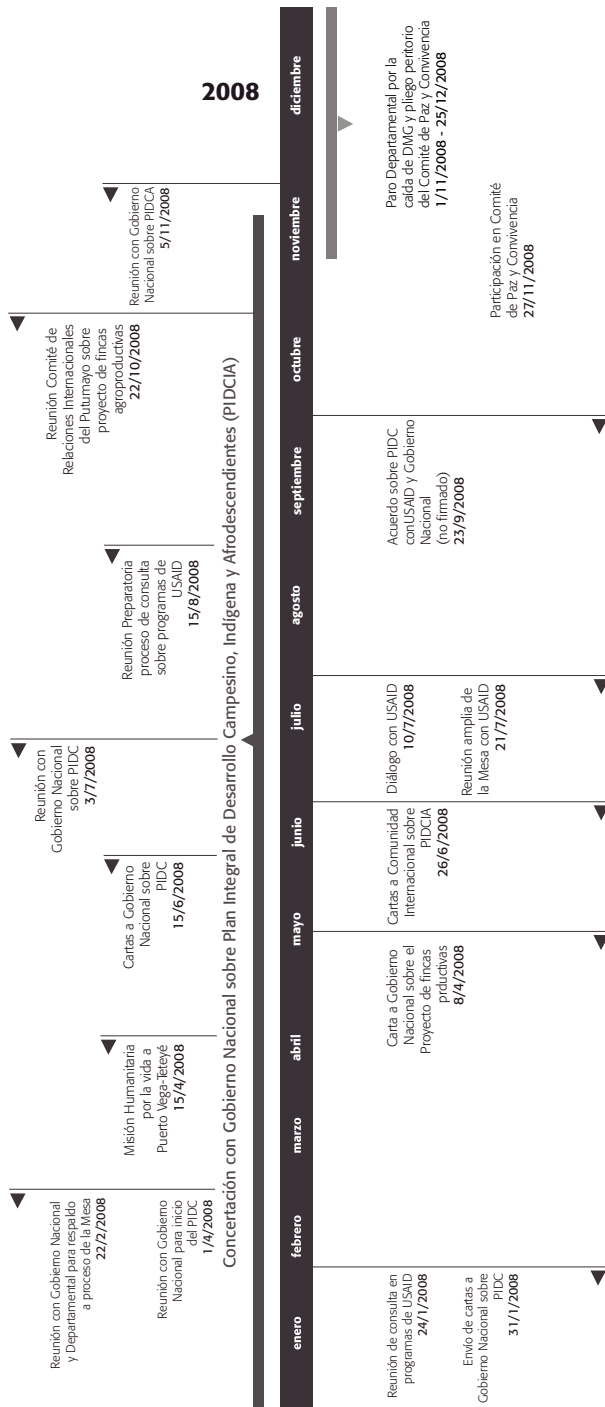 2008
enero
febrero
marzo
abril
mayo
junio
julio
agosto
septiembre
octubre
noviembre
diciembre
Reunión con Gobierno Nacional
y Departamental para respaldo
a proceso de la Mesa
22/2/2008
Reunión con Gobierno
Nacional para inicio
del PIDC
1/4/2008
Misión Humanitaria
por la vida a
Puerto Vega-Teteyé
15/4/2008
Cartas a Gobierno
Nacional sobre
PIDC
15/6/2008
Reunión con
Gobierno Nacional
sobre PIDC
3/7/2008
Reunión Preparatoria
proceso de consulta
sobre programas de
USAID
15/8/2008
Reunión Comité de
Relaciones Internacionales
del Putumayo sobre
proyecto de fincas
agroproductivas
22/10/2008
Reunión con Gobierno
Nacional sobre PIDCA
5/11/2008
Concertación con Gobierno Nacional sobre Plan Integral de Desarrollo Campesino, Indígena y Afrodescendientes (PIDCIA)
Reunión de consulta en
programas de USAID
24/1/2008
Envío de cartas a
Gobierno Nacional sobre
PIDC
31/1/2008
Carta a Gobierno
Nacional sobre el
Proyecto de fincas
prductivas
8/4/2008
Cartas a Comunidad
Internacional sobre
PIDCIA
26/6/2008
Diálogo con USAID
10/7/2008
Reunión amplia de
la Mesa con USAID
21/7/2008
Acuerdo sobre PIDC
conUSAID y Gobierno
Nacional
(no firmado)
23/9/2008
Paro Departamental por la
caída de DMG y pliego peritorio
del Comité de Paz y Convivencia
1/11/2008 - 25/12/2008
Participación en Comité
de Paz y Convivencia
27/11/2008